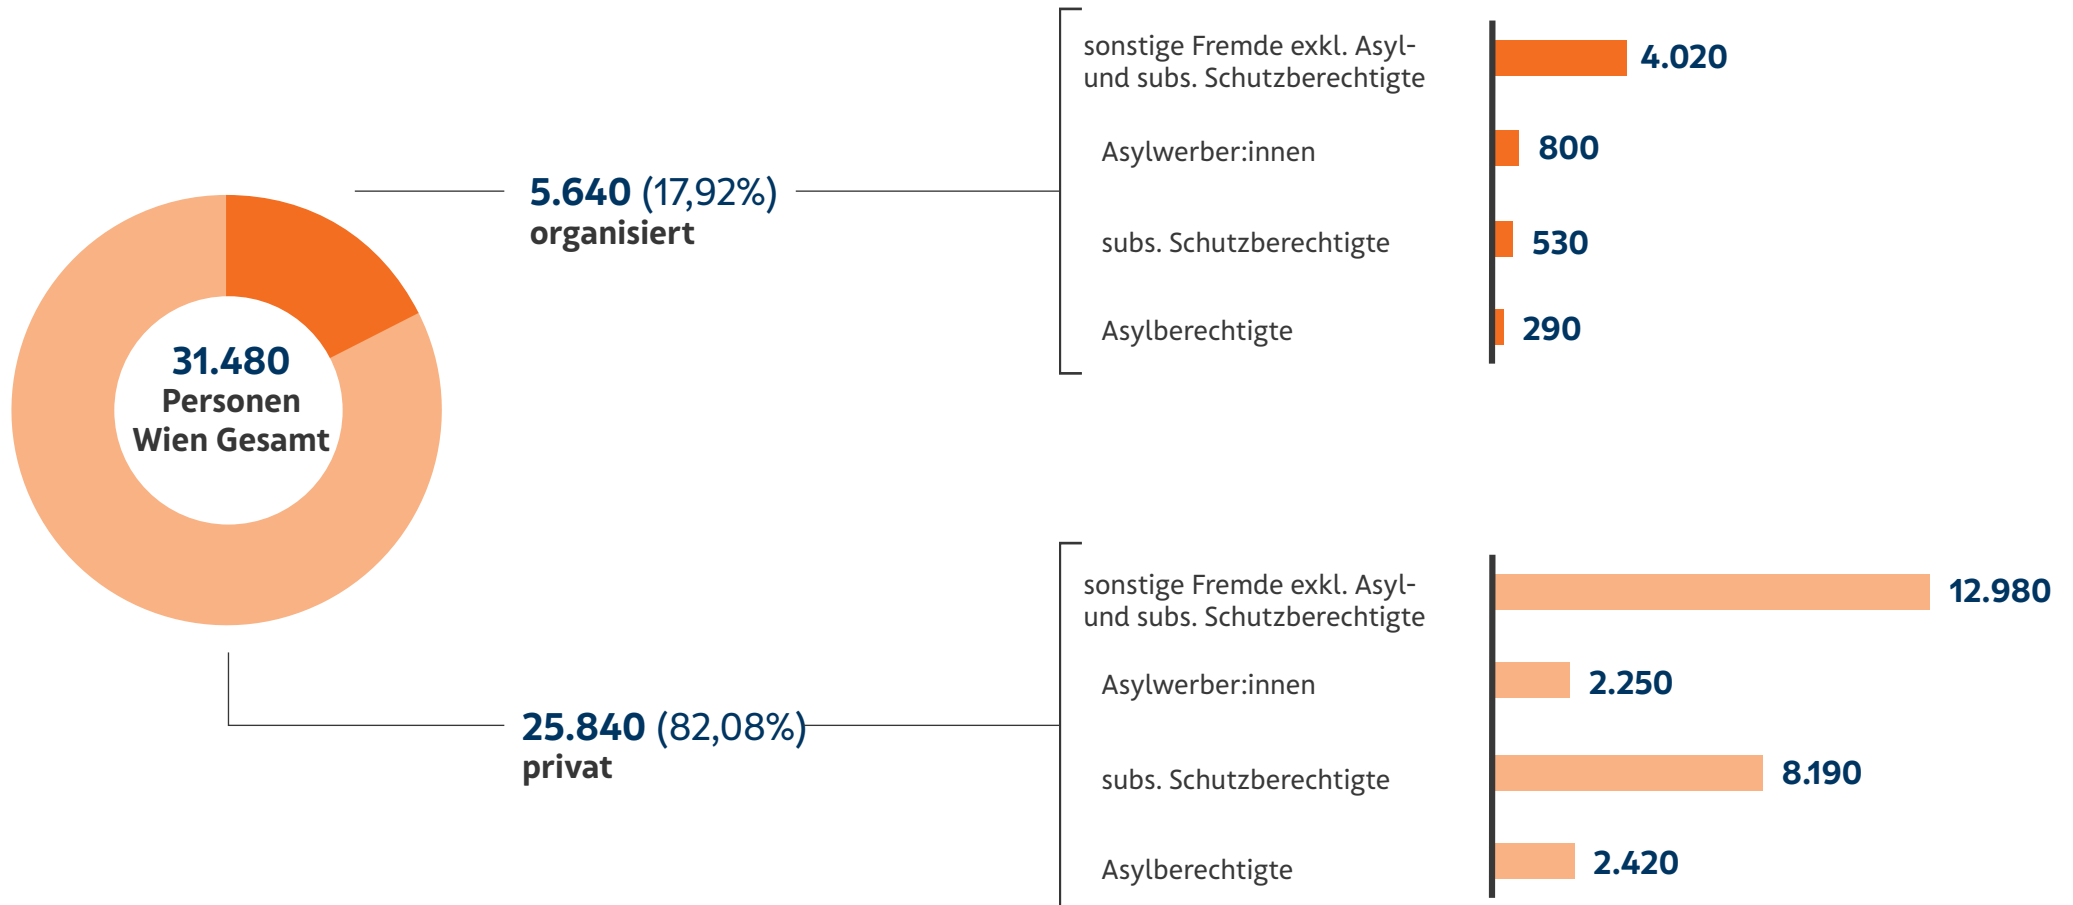 31.480
Personen
Wien Gesamt
5.640 (17,92%)
organisiert
sonstige Fremde exkl. Asyl-
und subs. Schutzberechtigte
4.020
Asylwerber:innen
800
subs. Schutzberechtigte
530
Asylberechtigte
290
25.840 (82,08%)
privat
sonstige Fremde exkl. Asyl-
und subs. Schutzberechtigte
12.980
Asylwerber:innen
2.250
subs. Schutzberechtigte
8.190
Asylberechtigte
2.420